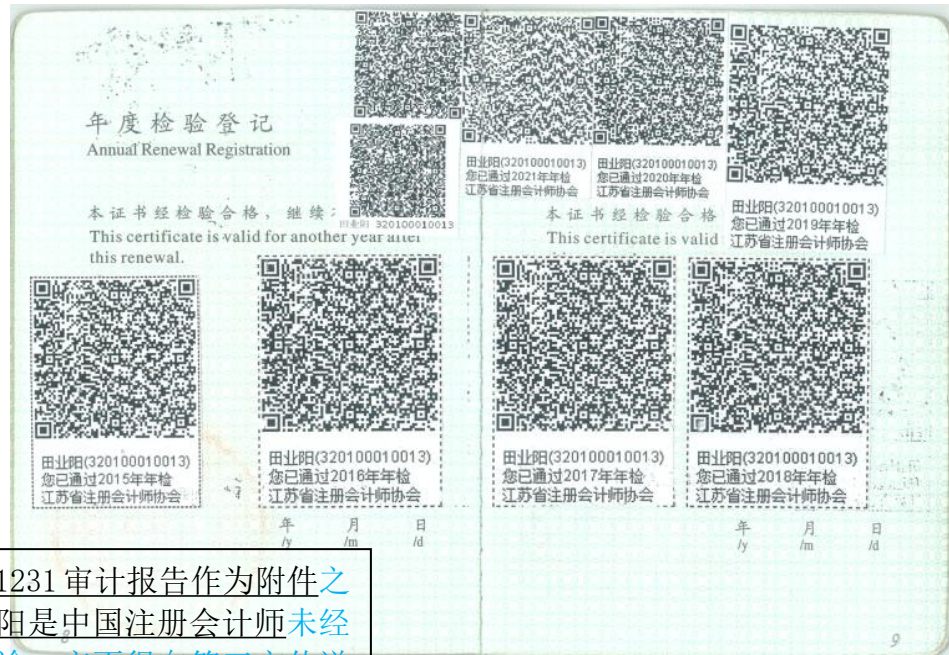 年度检验登记
Annual Renewal Registration
本证书经检验合格，继续
This certificate is valid for another year after
this renewal.
田业阳 320100010013
田业阳(320100010013)
您已通过2021年年检
江苏省注册会计师协会
田业阳(320100010013)
您已通过2020年年检
江苏省注册会计师协会
田业阳(320100010013)
您已通过2019年年检
江苏省注册会计师协会
本证书经检验合格
This certificate is valid
田业阳(320100010013)
您已通过2015年年检
江苏省注册会计师协会
田业阳(320100010013)
您已通过2016年年检
江苏省注册会计师协会
田业阳(320100010013)
您已通过2017年年检
江苏省注册会计师协会
田业阳(320100010013)
您已通过2018年年检
江苏省注册会计师协会
年 月 日
/y /m /d
年 月 日
/y /m /d
1231审计报告作为附件之
阳是中国注册会计师未经
8
9